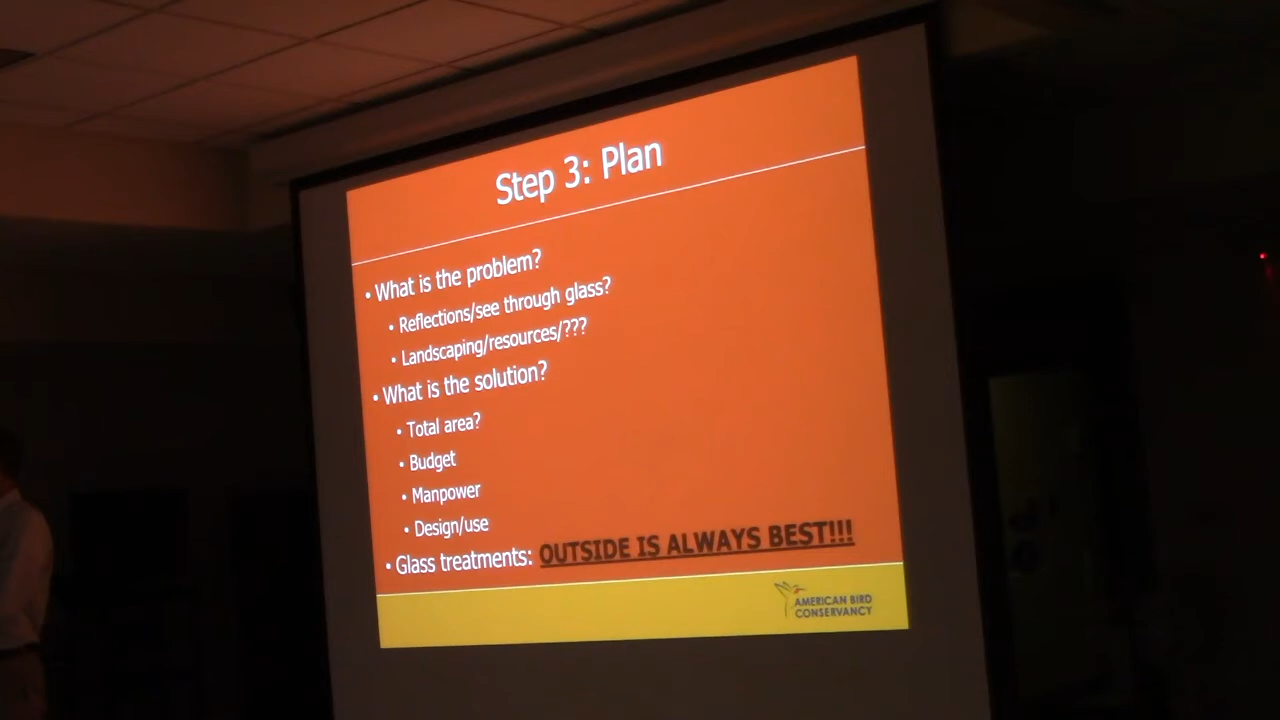 Step 3: Plan
• What is the problem?
• Reflections/see through glass?
• Landscaping/resources/???
• What is the solution?
• Total area?
• Budget
• Manpower
• Design/use
• Glass treatments: OUTSIDE IS ALWAYS BEST!!!
AMERICAN BIRD
CONSERVANCY